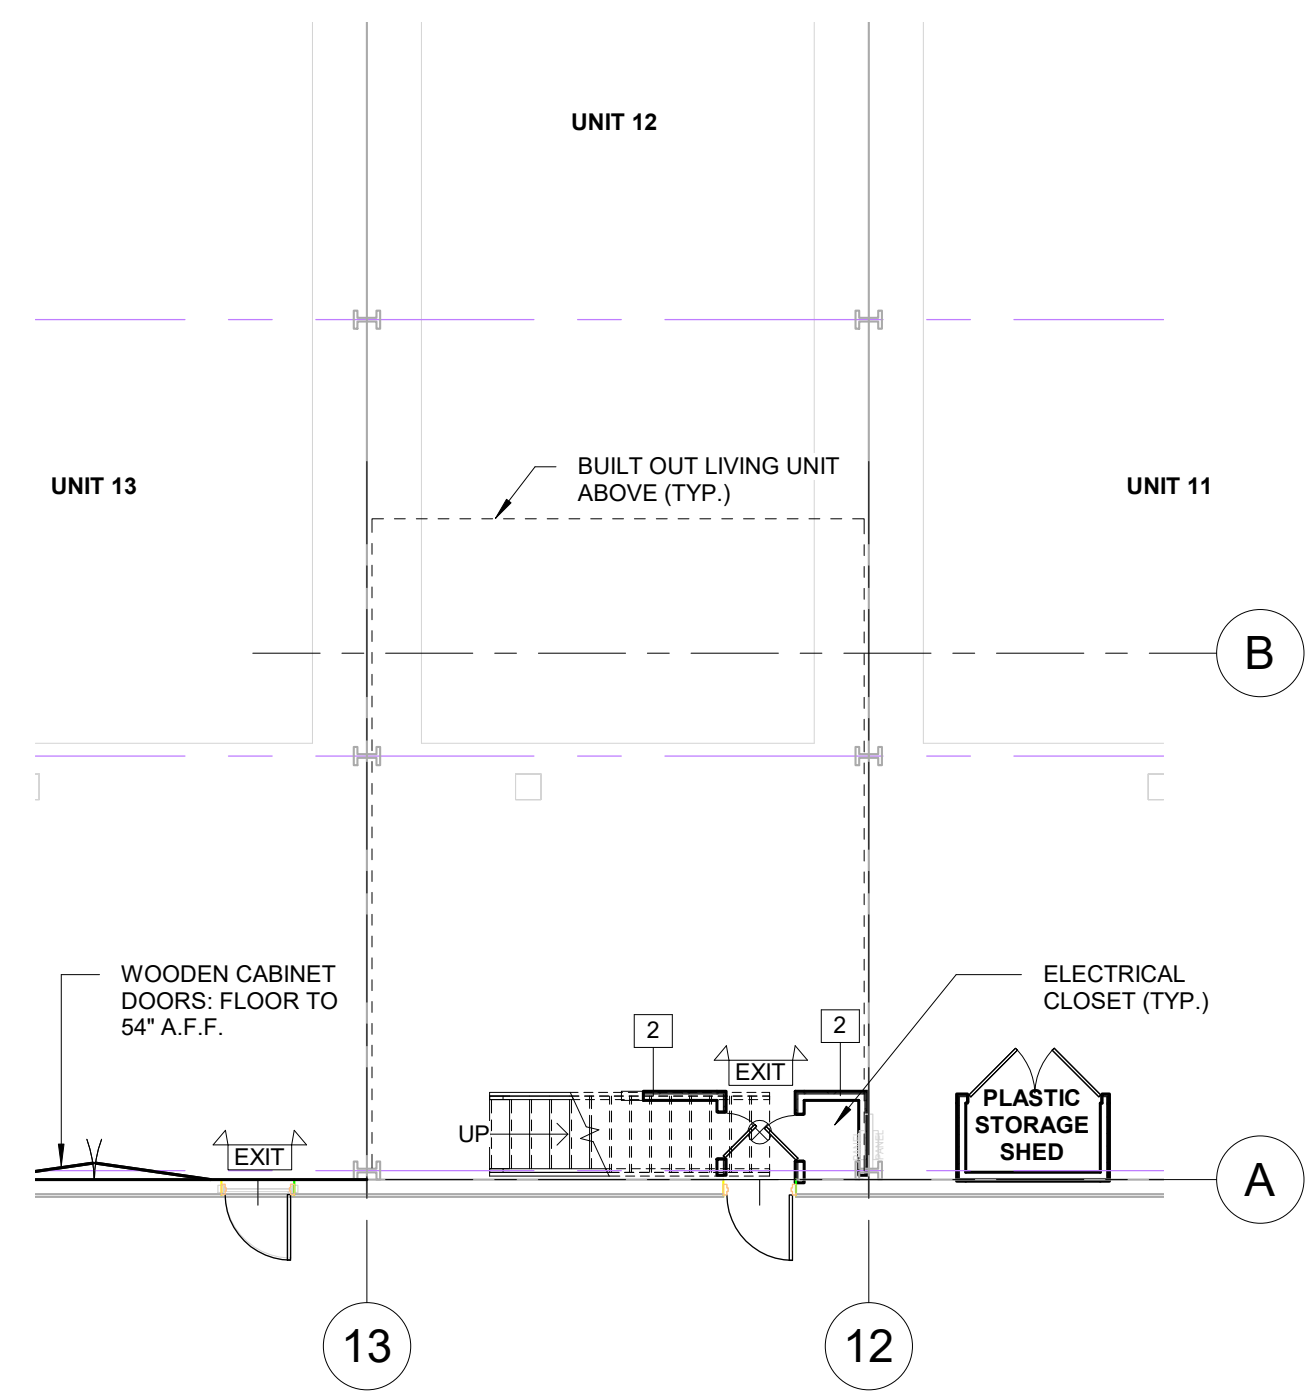 UNIT 12
BUILT OUT LIVING UNIT
ABOVE (TYP.)
UNIT 13
UNIT 11
B
WOODEN CABINET
DOORS: FLOOR TO
54" A.F.F.
ELECTRICAL
CLOSET (TYP.)
2
2
EXIT
PLASTIC
STORAGE
SHED
UP
EXIT
PANEL
A
13
12